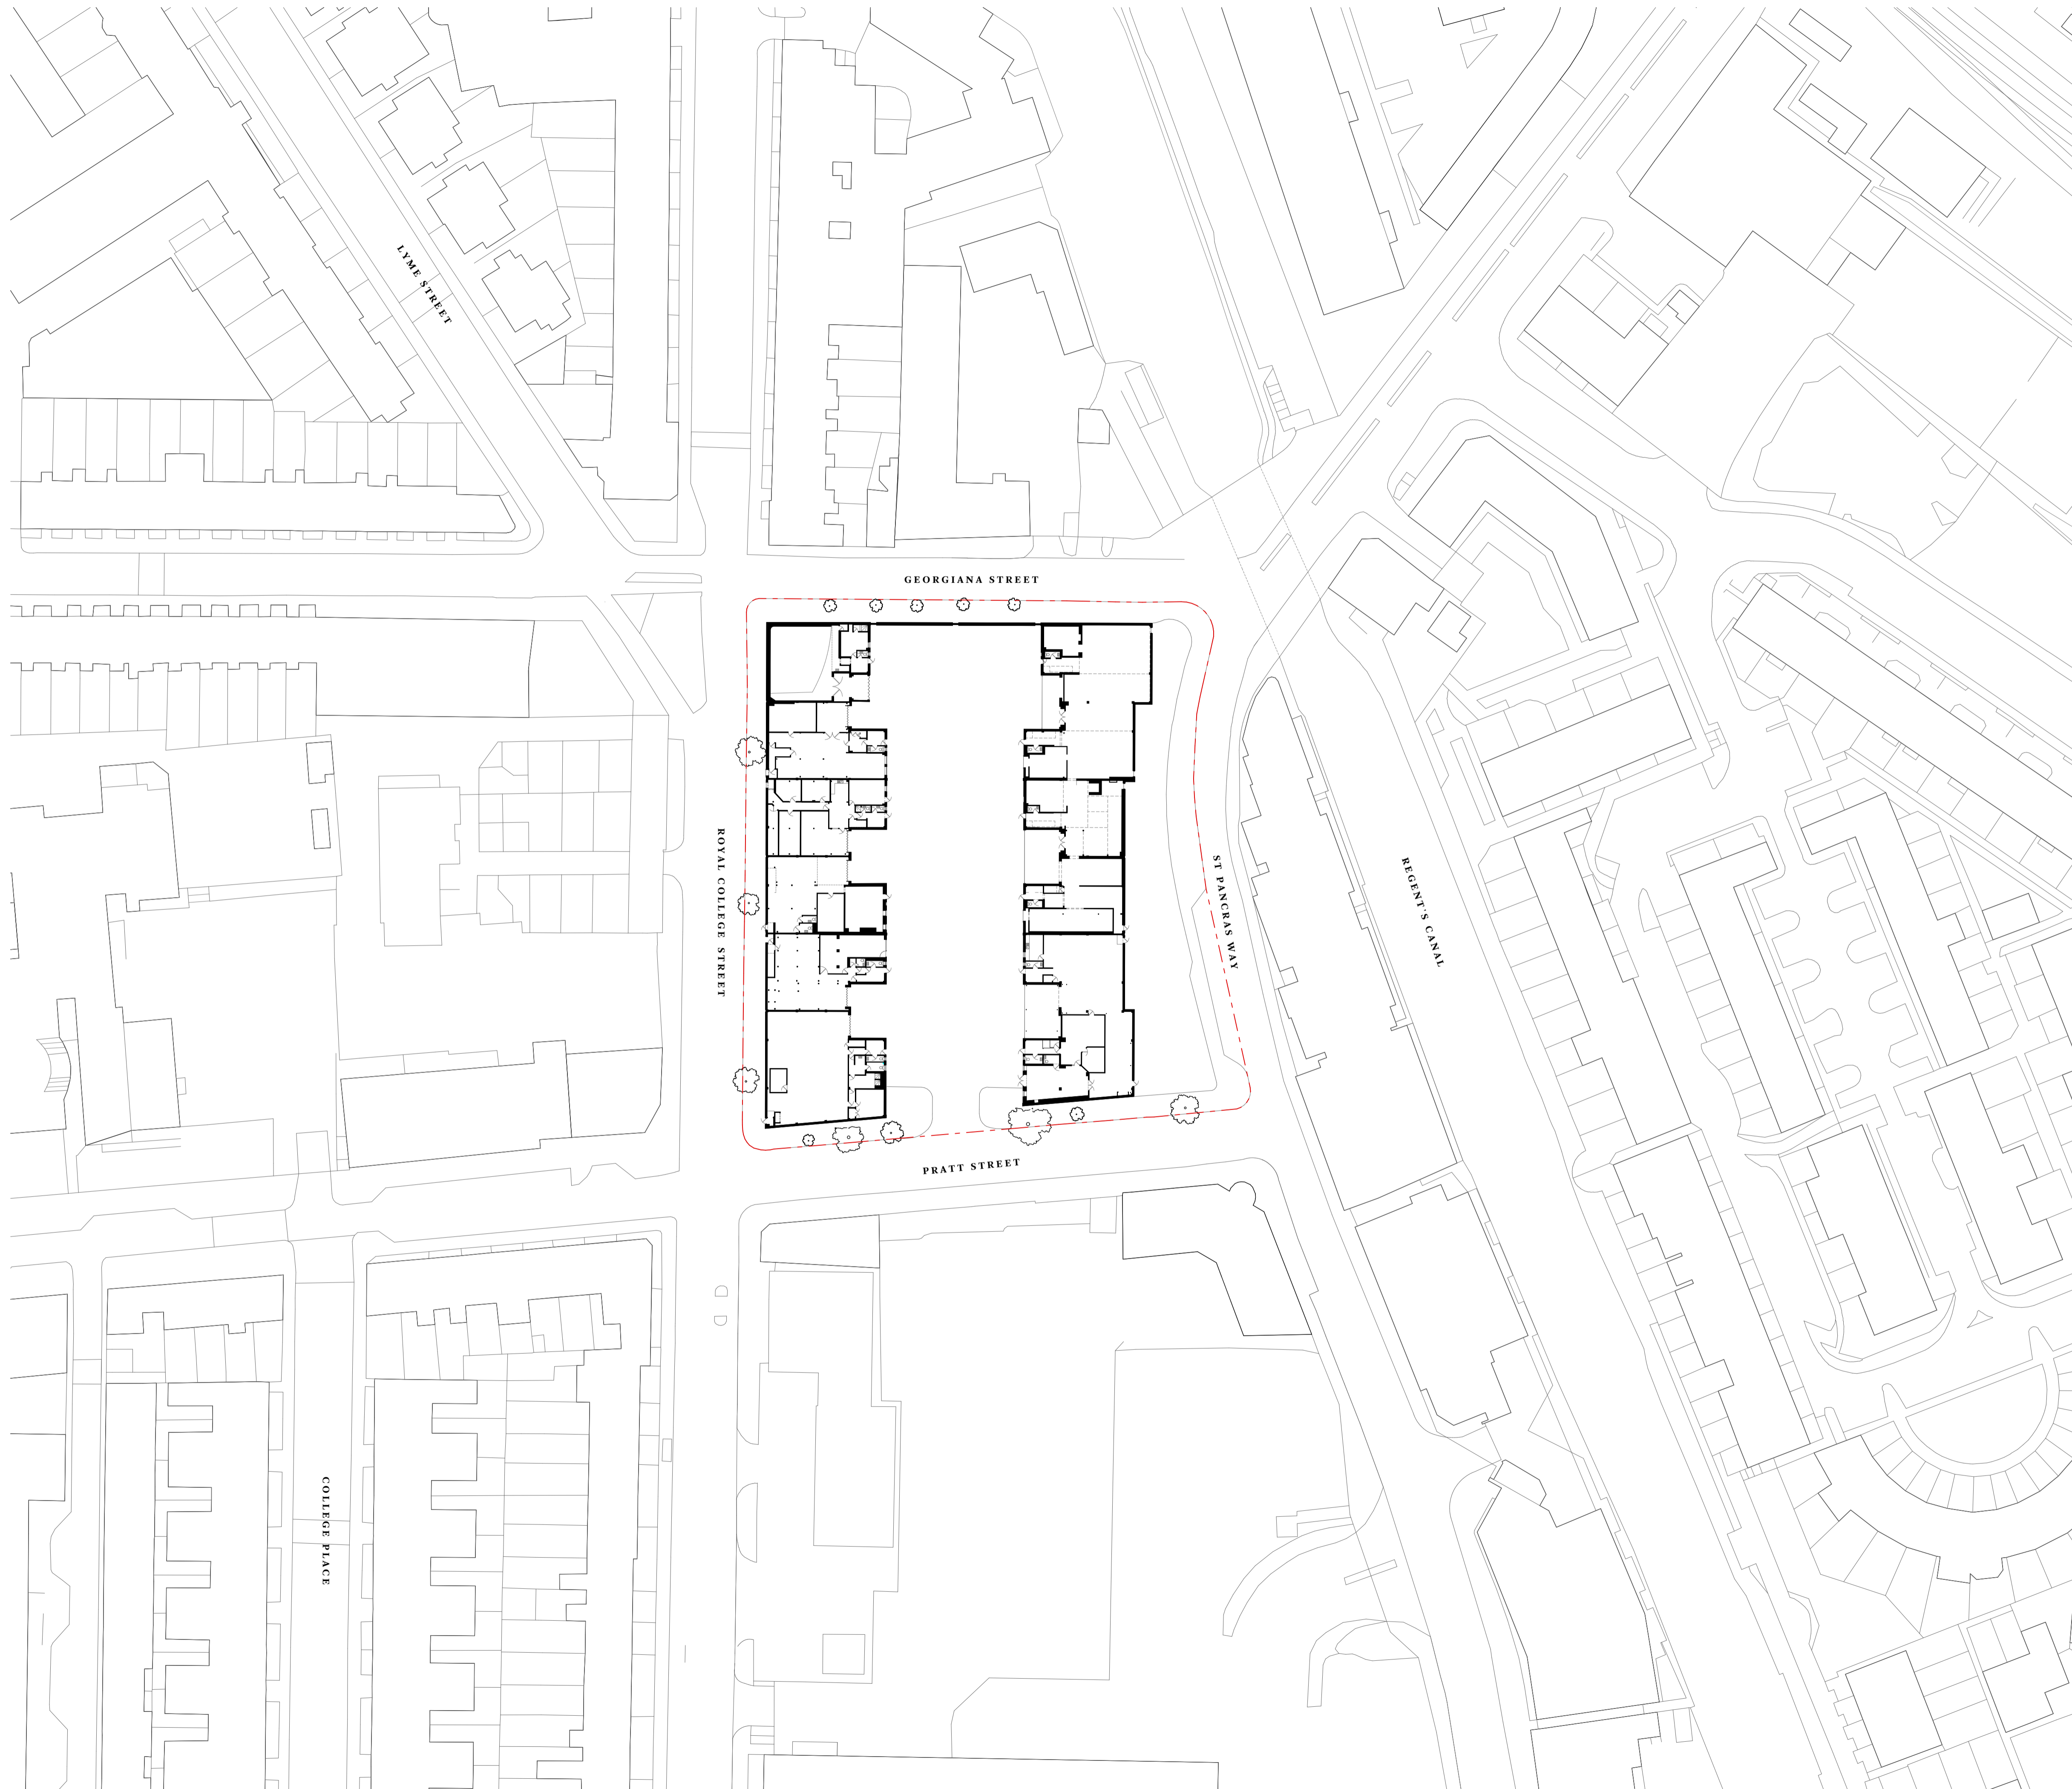 LYME STREET
GEORGIANA STREET
ROYAL COLLEGE STREET
ST PANCRAS WAY
REGENT'S CANAL
PRATT STREET
COLLEGE PLACE